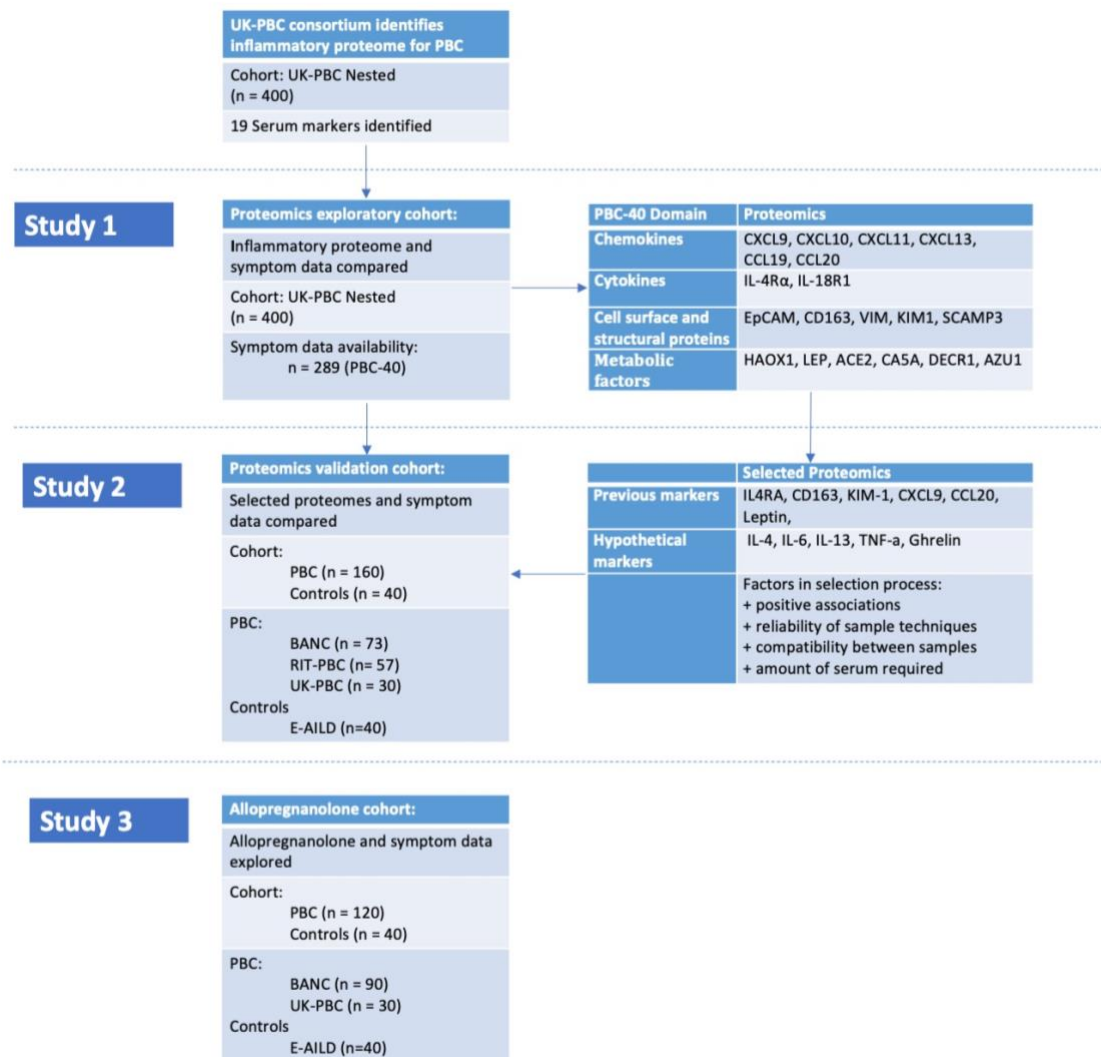 UK-PBC consortium identifies
inflammatory proteome for PBC
Cohort: UK-PBC Nested
(n = 400)
19 Serum markers identified
Study 1
Proteomics exploratory cohort:
Inflammatory proteome and
symptom data compared
Cohort: UK-PBC Nested
(n = 400)
Symptom data availability:
n = 289 (PBC-40)
PBC-40 Domain Proteomics
Chemokines CXCL9, CXCL10, CXCL11, CXCL13,
CCL19, CCL20
Cytokines IL-4Rα, IL-18R1
Cell surface and
structural proteins EpCAM, CD163, VIM, KIM1, SCAMP3
Metabolic
factors HAOX1, LEP, ACE2, CA5A, DECR1, AZU1
Study 2
Proteomics validation cohort:
Selected proteomes and symptom
data compared
Cohort:
PBC (n = 160)
Controls (n = 40)
PBC:
BANC (n = 73)
RIT-PBC (n= 57)
UK-PBC (n = 30)
Controls
E-AILD (n=40)
Selected Proteomics
Previous markers IL4RA, CD163, KIM-1, CXCL9, CCL20,
Leptin,
Hypothetical
markers IL-4, IL-6, IL-13, TNF-a, Ghrelin
Factors in selection process:
+ positive associations
+ reliability of sample techniques
+ compatibility between samples
+ amount of serum required
Study 3
Allopregnanolone cohort:
Allopregnanolone and symptom data
explored
Cohort:
PBC (n = 120)
Controls (n = 40)
PBC:
BANC (n = 90)
UK-PBC (n = 30)
Controls
E-AILD (n=40)